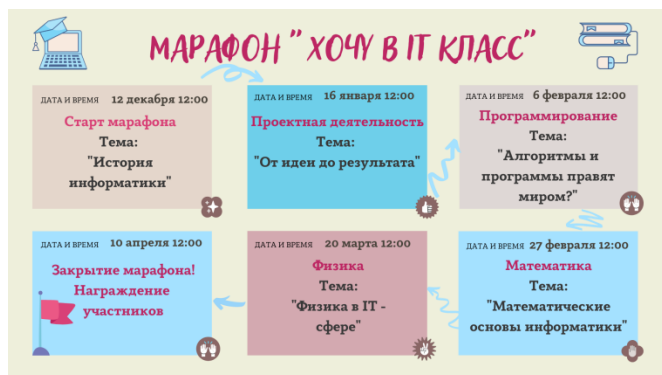 МАРАФОН " ХОЧУ В IT КЛАСС"
ДАТА И ВРЕМЯ 12 декабря 12:00
Старт марафона
Тема:
"История
информатики"
ДАТА И ВРЕМЯ 16 января 12:00
Проектная деятельность
Тема:
"От идеи до результата"
ДАТА И ВРЕМЯ 6 февраля 12:00
Программирование
Тема:
"Алгоритмы и
программы правят
миром?"
ДАТА И ВРЕМЯ 27 февраля 12:00
Математика
Тема:
"Математические
основы информатики"
ДАТА И ВРЕМЯ 20 марта 12:00
Физика
Тема:
"Физика в IT -
сфере"
ДАТА И ВРЕМЯ 10 апреля 12:00
Закрытие марафона!
Награждение
участников